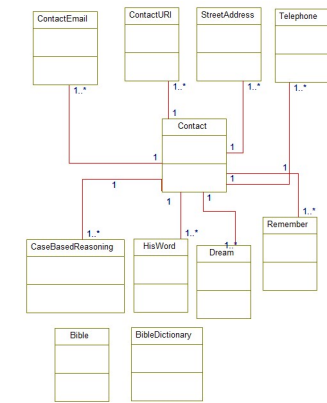 ContactEmail
ContactURI
StreetAddress
Telephone
1..*
1..*
1..*
1..*
1
Contact
1
1
1
1
1
1
1
1..*
1..*
1..*
1..*
CaseBasedReasoning
HisWord
Dream
Remember
Bible
BibleDictionary